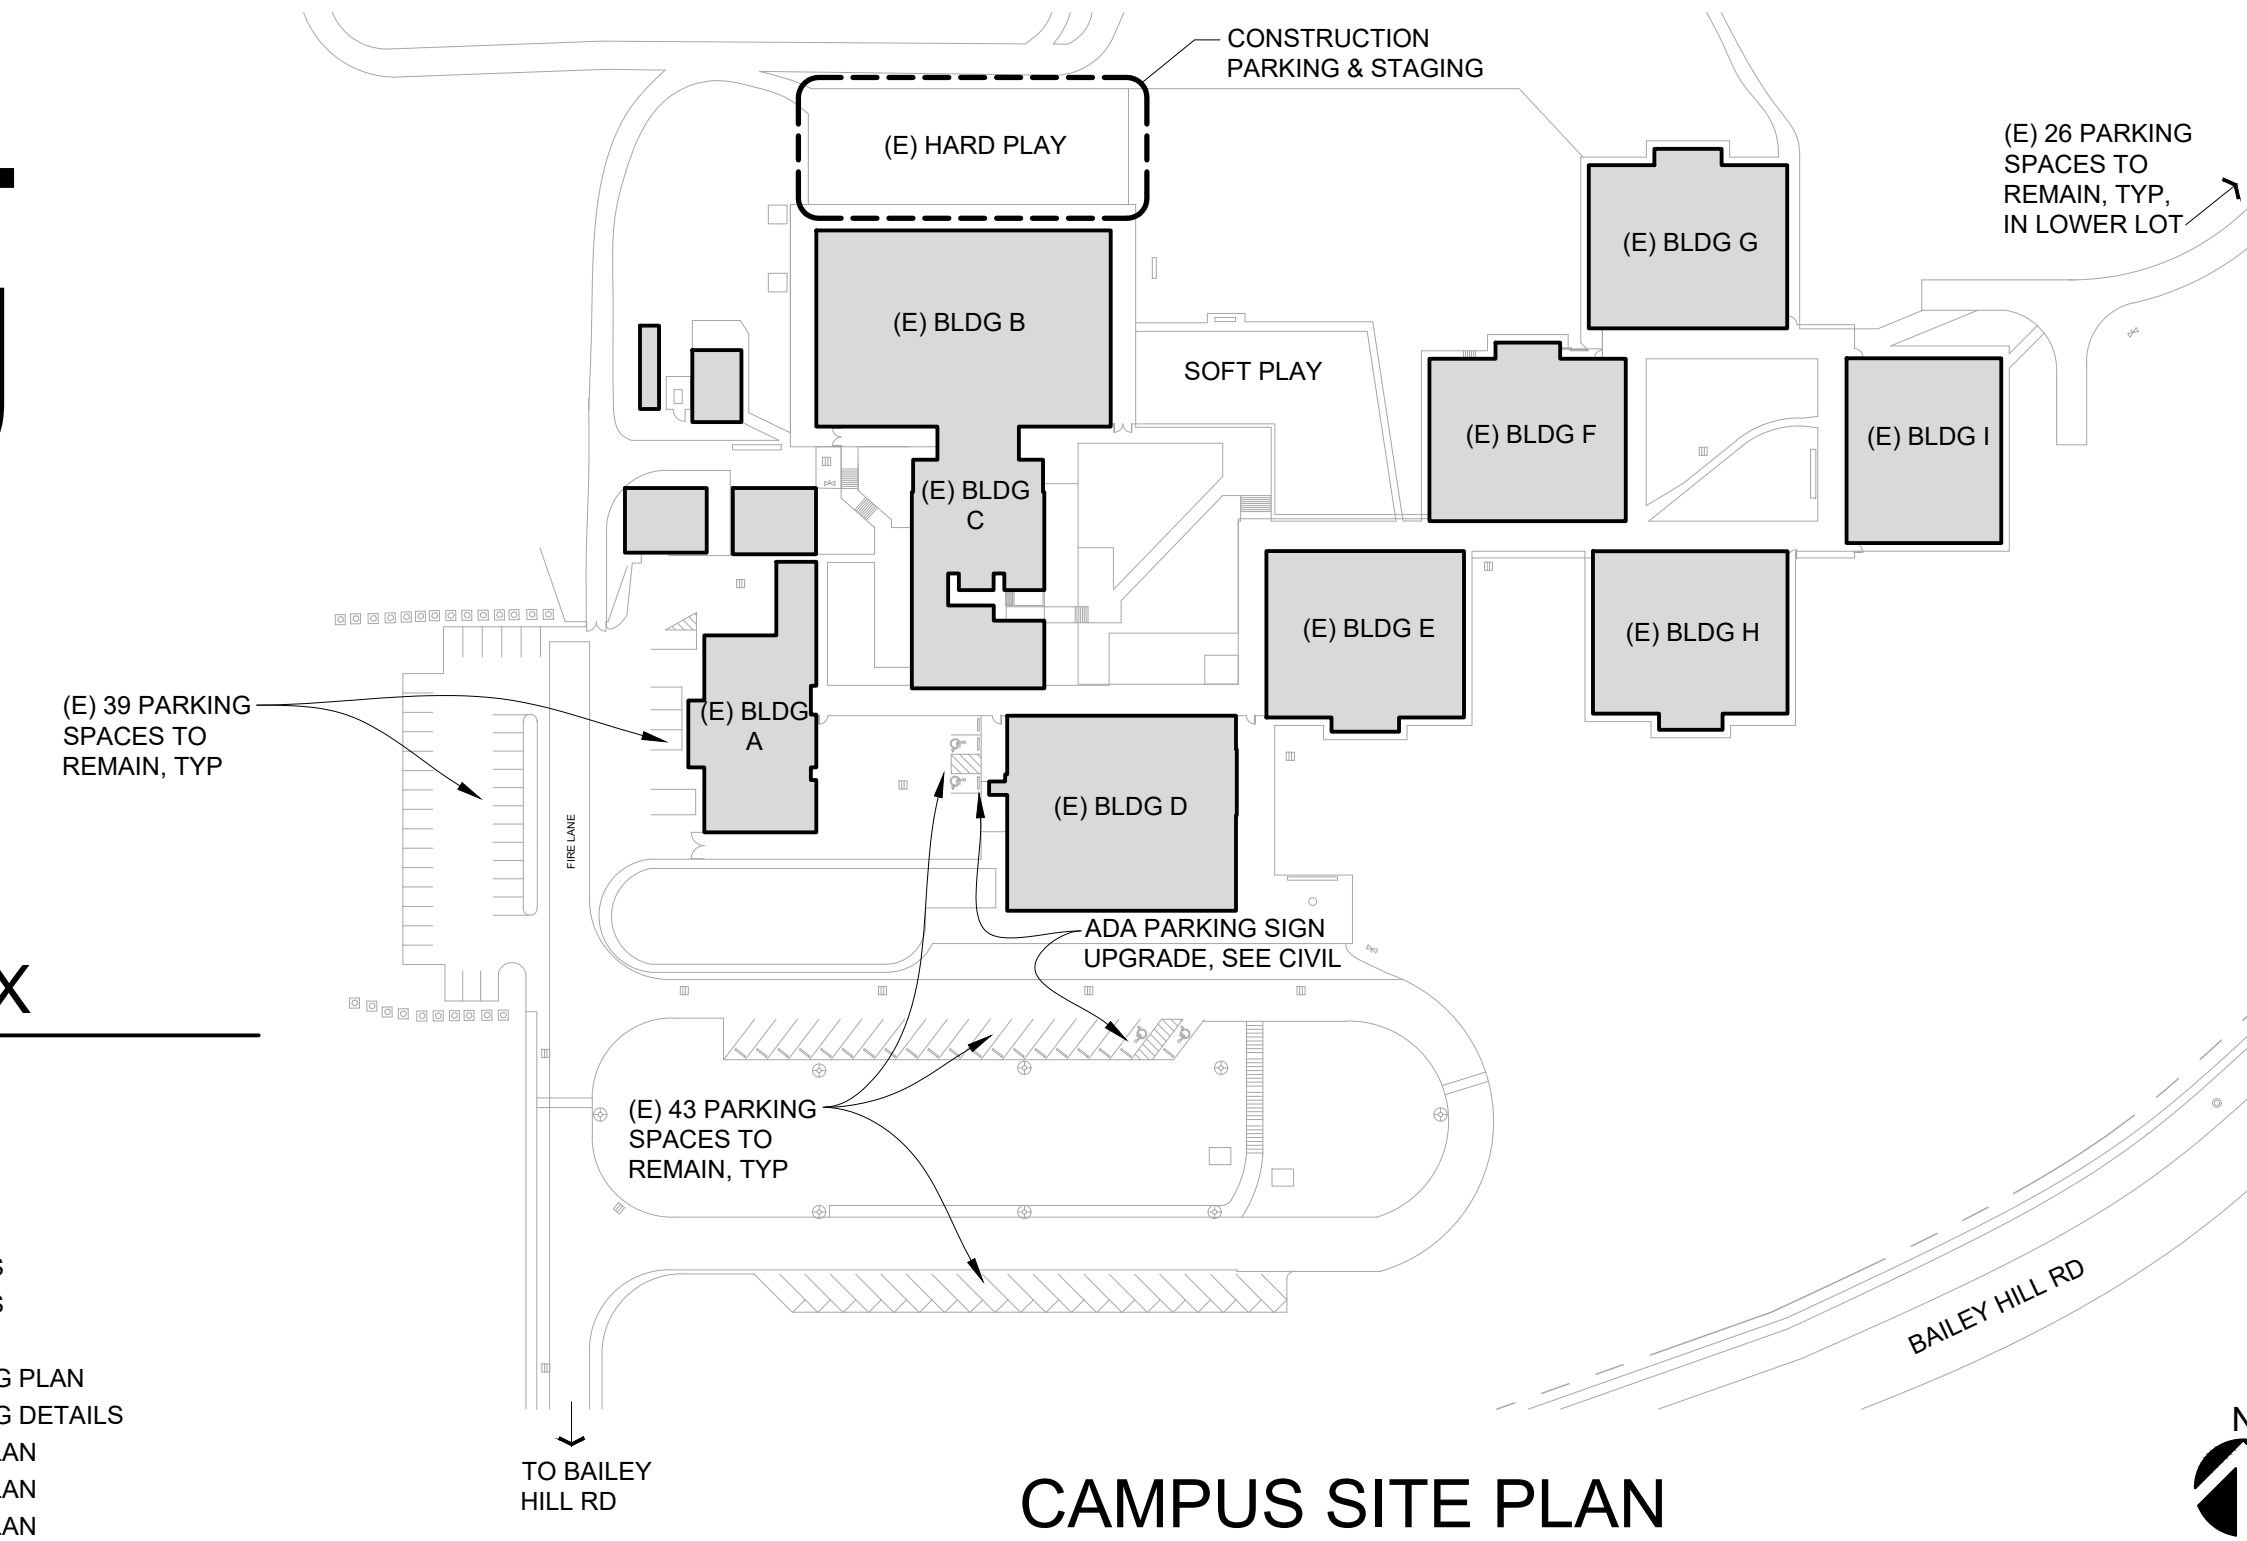 CONSTRUCTION
PARKING & STAGING
(E) HARD PLAY
(E) 26 PARKING
SPACES TO
REMAIN, TYP,
IN LOWER LOT
(E) BLDG G
(E) BLDG B
SOFT PLAY
(E) BLDG F
(E) BLDG I
(E) BLDG
C
(E) BLDG E
(E) BLDG H
(E) 39 PARKING
SPACES TO
REMAIN, TYP
(E) BLDG
A
(E) BLDG D
FIRE LANE
ADA PARKING SIGN
UPGRADE, SEE CIVIL
X
(E) 43 PARKING
SPACES TO
REMAIN, TYP
S
S
BAILEY HILL RD
G PLAN
G DETAILS
LAN
LAN
LAN
TO BAILEY
HILL RD
CAMPUS SITE PLAN
N